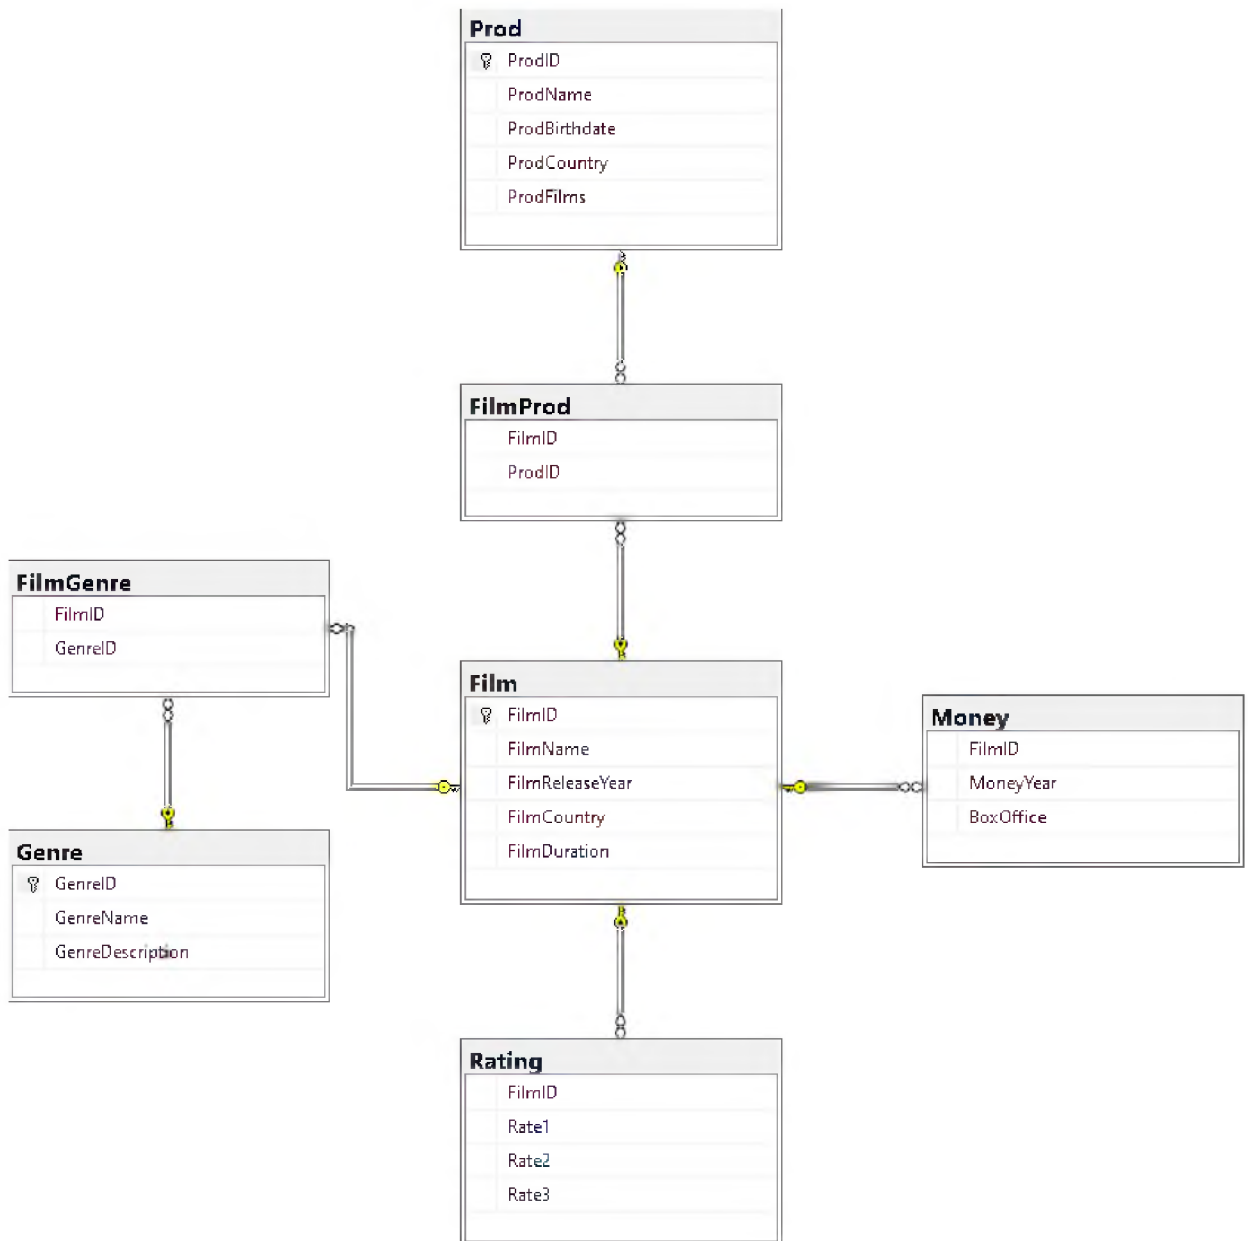 Prod
ProdID
ProdName
ProdBirthdate
ProdCountry
ProdFilms
FilmProd
FilmID
ProdID
FilmGenre
FilmID
GenreID
Film
FilmID
FilmName
FilmReleaseYear
FilmCountry
FilmDuration
Money
FilmID
MoneyYear
BoxOffice
Genre
GenreID
GenreName
GenreDescription
Rating
FilmID
Rate1
Rate2
Rate3